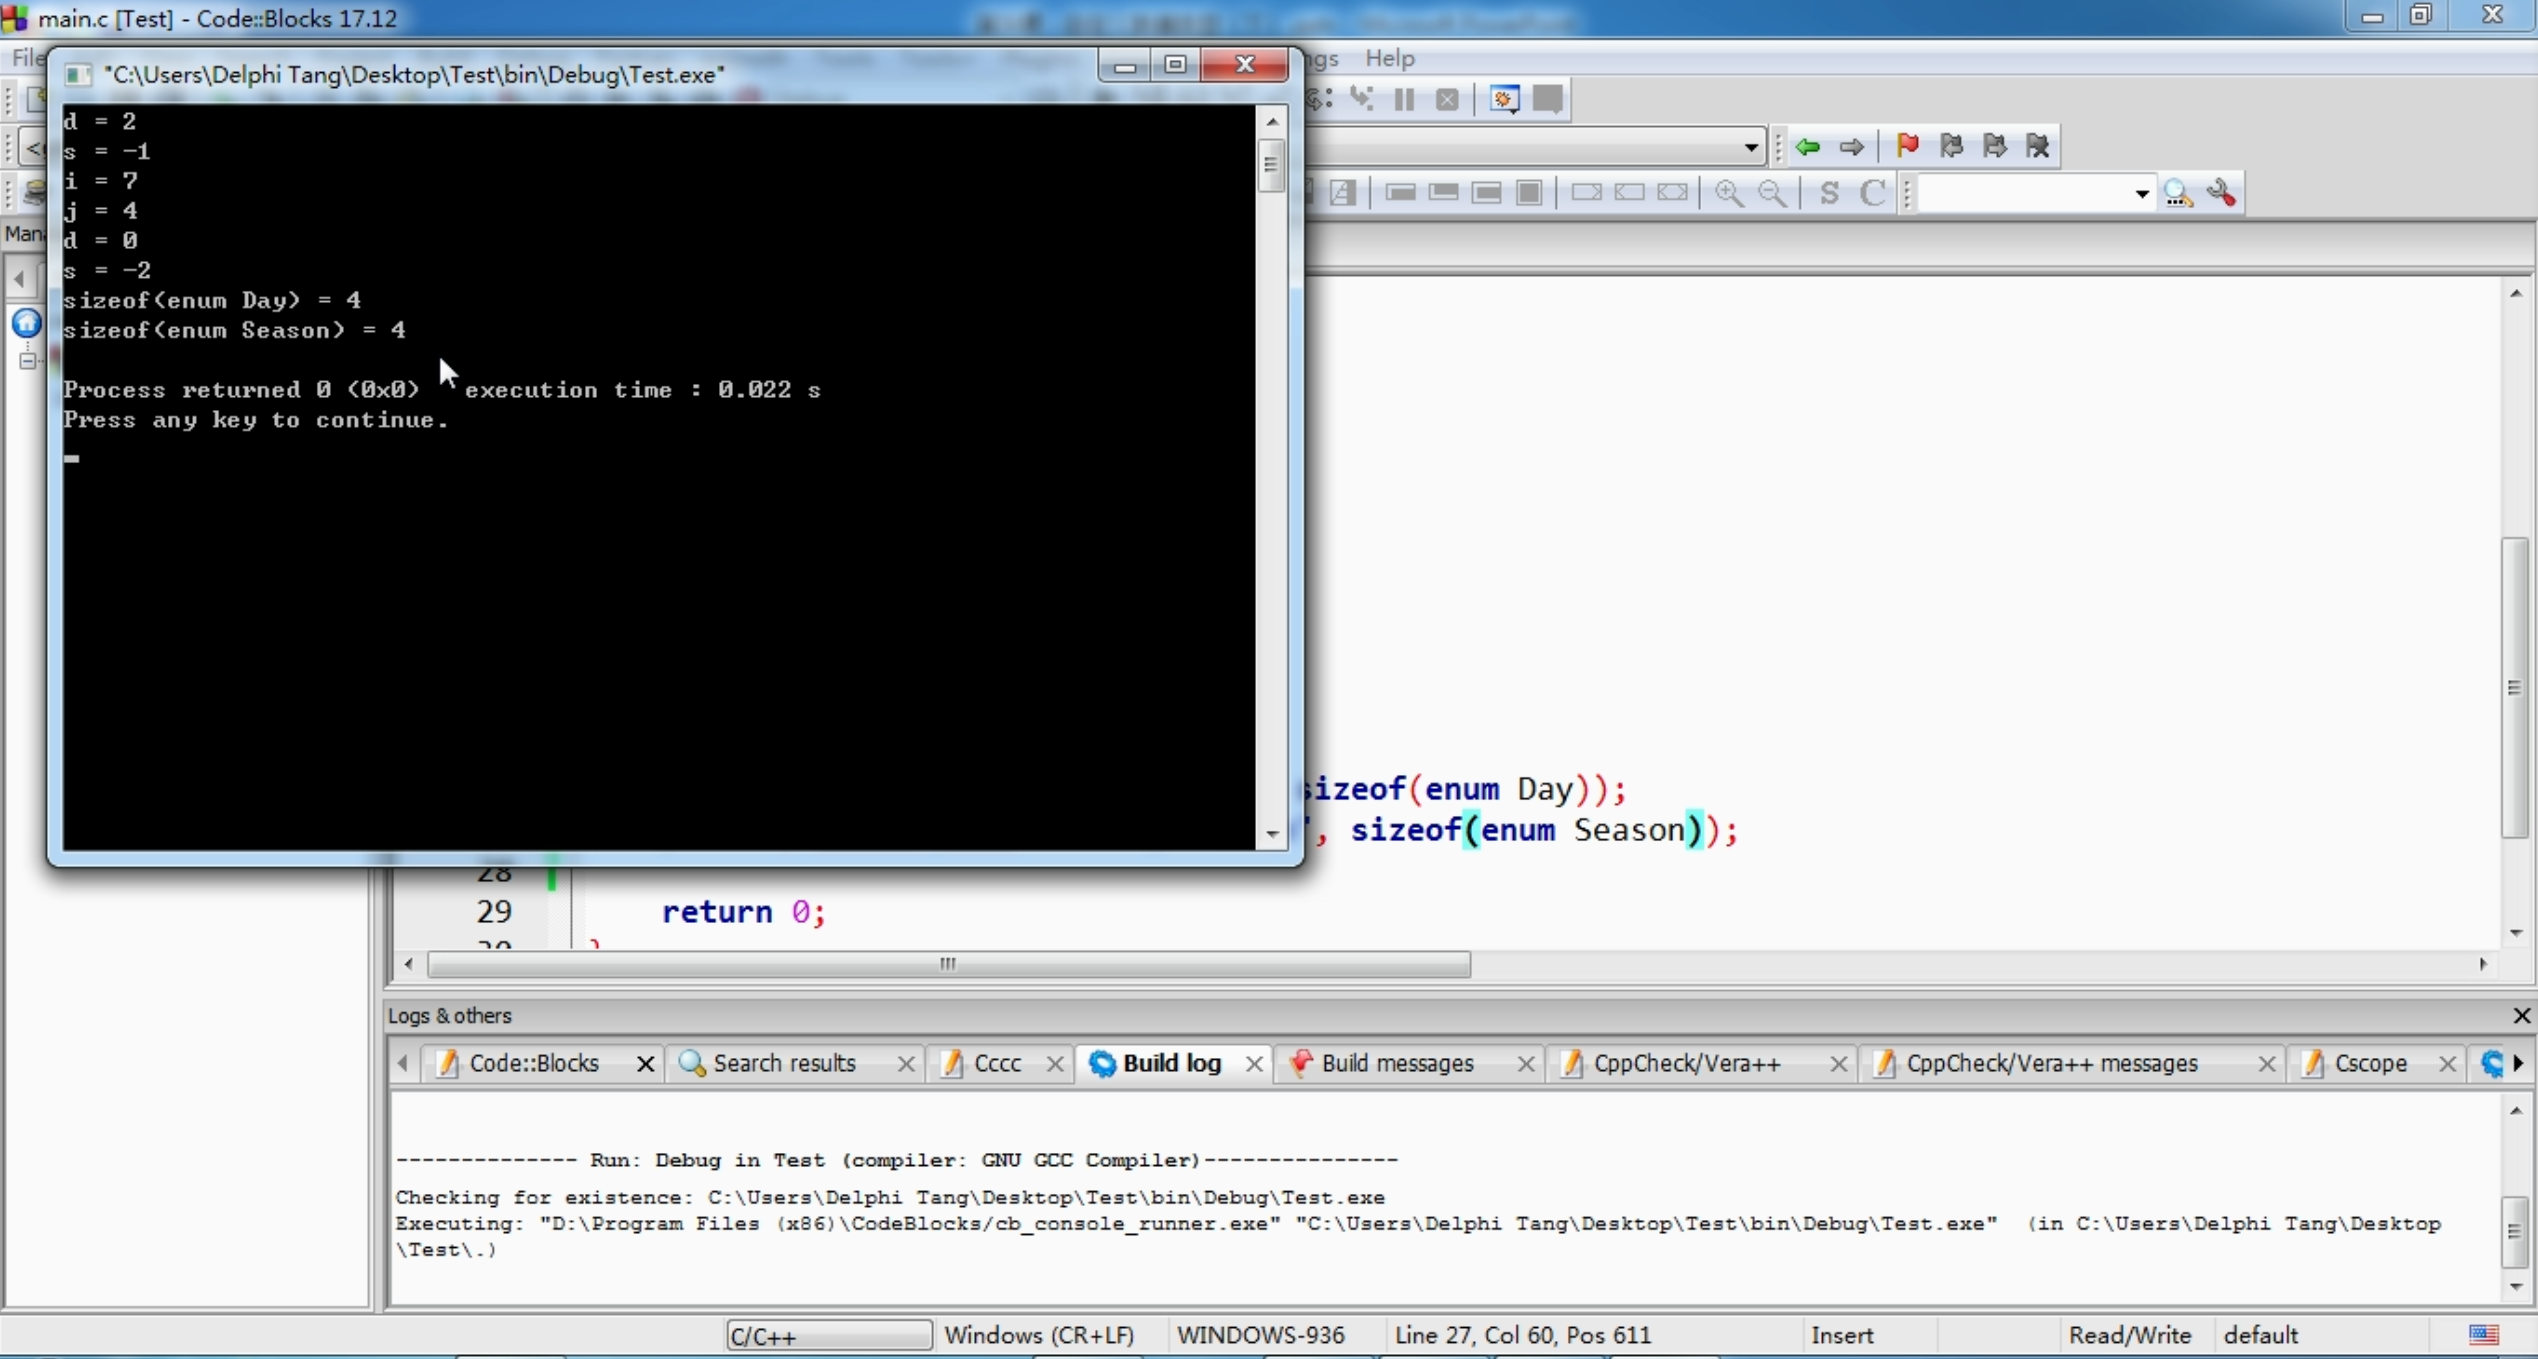 main.c [Test] - Code::Blocks 17.12
File
ngs Help
"C:\Users\Delphi Tang\Desktop\Test\bin\Debug\Test.exe"
d = 2
s = -1
i = 7
j = 4
d = 0
s = -2
sizeof(enum Day) = 4
sizeof(enum Season) = 4
Process returned 0 (0x0) execution time : 0.022 s
Press any key to continue.
S C
Man
sizeof(enum Day));
", sizeof(enum Season));
28
29 return 0;
30 }
Logs & others
Code::Blocks Search results Cccc Build log Build messages CppCheck/Vera++ CppCheck/Vera++ messages Cscope
-------------- Run: Debug in Test (compiler: GNU GCC Compiler)---------------
Checking for existence: C:\Users\Delphi Tang\Desktop\Test\bin\Debug\Test.exe
Executing: "D:\Program Files (x86)\CodeBlocks/cb_console_runner.exe" "C:\Users\Delphi Tang\Desktop\Test\bin\Debug\Test.exe" (in C:\Users\Delphi Tang\Desktop
\Test\.)
C/C++ Windows (CR+LF) WINDOWS-936 Line 27, Col 60, Pos 611 Insert Read/Write default